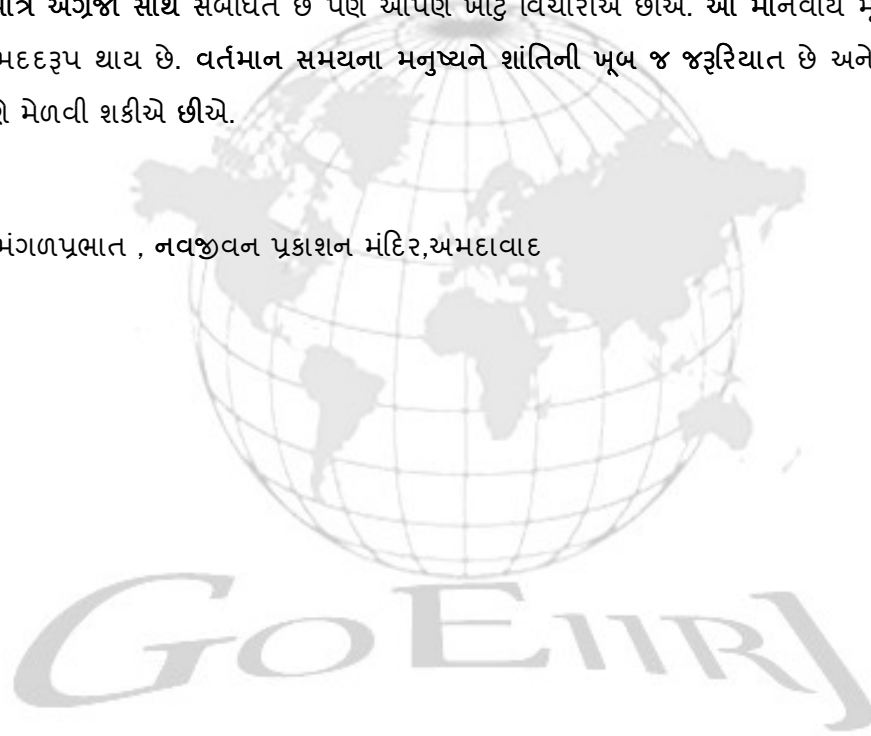 અંગ્રેજો સાથે સંબંધિત છે પણ આપણે ખોટું વિચારીએ છીએ. આ માનવીય
મદદરૂપ થાય છે. વર્તમાન સમયના મનુષ્યને શાંતિની ખૂબ જ જરૂરિયાત છે અને
મેળવી શકીએ છીએ.
મંગળપ્રભાત , નવજીવન પ્રકાશન મંદિર,અમદાવાદ
GOEIIRJ